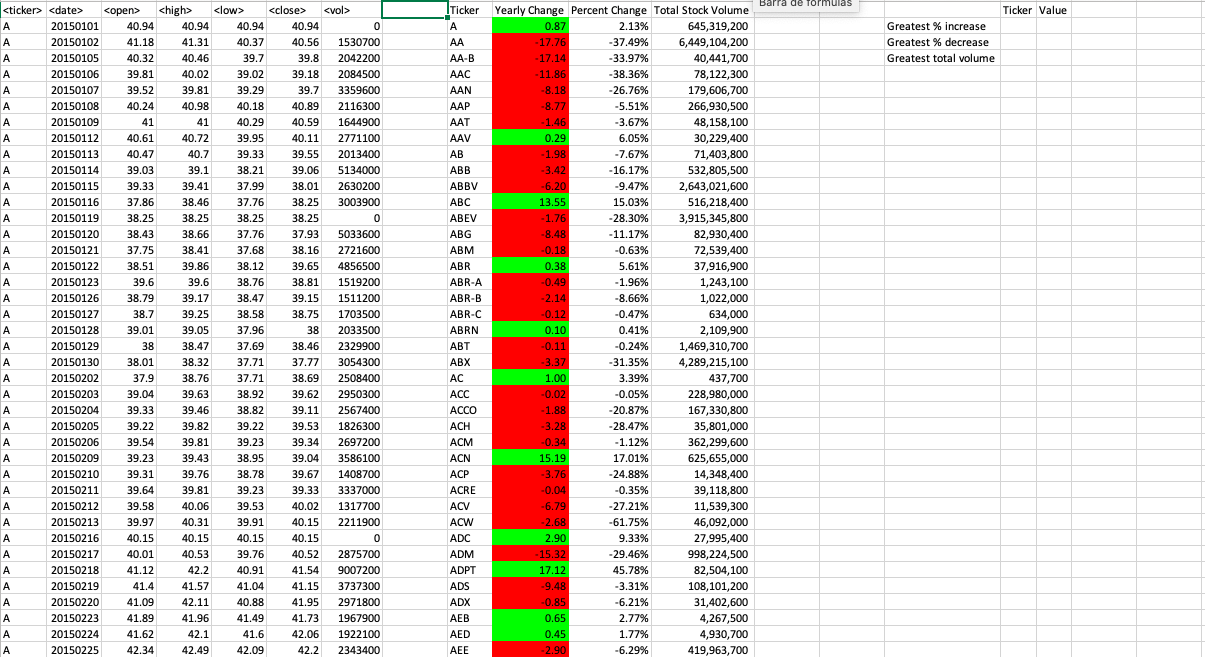 <ticker> <date> <open> <high> <low> <close> <vol> Ticker Yearly Change Percent Change Total Stock Volume Barra de fórmulas Ticker Value
A 20150101 40.94 40.94 40.94 40.94 0 A 0.87 2.13% 645,319,200 Greatest % increase
A 20150102 41.18 41.31 40.37 40.56 1530700 AA -17.76 -37.49% 6,449,104,200 Greatest % decrease
A 20150105 40.32 40.46 39.7 39.8 2042200 AA-B -17.14 -33.97% 40,441,700 Greatest total volume
A 20150106 39.81 40.02 39.02 39.18 2084500 AAC -11.86 -38.36% 78,122,300
A 20150107 39.52 39.81 39.29 39.7 3359600 AAN -8.18 -26.76% 179,606,700
A 20150108 40.24 40.98 40.18 40.89 2116300 AAP -8.77 -5.51% 266,930,500
A 20150109 41 41 40.29 40.59 1644900 AAT -1.46 -3.67% 48,158,100
A 20150112 40.61 40.72 39.95 40.11 2771100 AAV 0.29 6.05% 30,229,400
A 20150113 40.47 40.7 39.33 39.55 2013400 AB -1.98 -7.67% 71,403,800
A 20150114 39.03 39.1 38.21 39.06 5134000 ABB -3.42 -16.17% 532,805,500
A 20150115 39.33 39.41 37.99 38.01 2630200 ABBV -6.20 -9.47% 2,643,021,600
A 20150116 37.86 38.46 37.76 38.25 3003900 ABC 13.55 15.03% 516,218,400
A 20150119 38.25 38.25 38.25 38.25 0 ABEV -1.76 -28.30% 3,915,345,800
A 20150120 38.43 38.66 37.76 37.93 5033600 ABG -8.48 -11.17% 82,930,400
A 20150121 37.75 38.41 37.68 38.16 2721600 ABM -0.18 -0.63% 72,539,400
A 20150122 38.51 39.86 38.12 39.65 4856500 ABR 0.38 5.61% 37,916,900
A 20150123 39.6 39.6 38.76 38.81 1519200 ABR-A -0.49 -1.96% 1,243,100
A 20150126 38.79 39.17 38.47 39.15 1511200 ABR-B -2.14 -8.66% 1,022,000
A 20150127 38.7 39.25 38.58 38.75 1703500 ABR-C -0.12 -0.47% 634,000
A 20150128 39.01 39.05 37.96 38 2033500 ABRN 0.10 0.41% 2,109,900
A 20150129 38 38.47 37.69 38.46 2329900 ABT -0.11 -0.24% 1,469,310,700
A 20150130 38.01 38.32 37.71 37.77 3054300 ABX -3.37 -31.35% 4,289,215,100
A 20150202 37.9 38.76 37.71 38.69 2508400 AC 1.00 3.39% 437,700
A 20150203 39.04 39.63 38.92 39.62 2950300 ACC -0.02 -0.05% 228,980,000
A 20150204 39.33 39.46 38.82 39.11 2567400 ACCO -1.88 -20.87% 167,330,800
A 20150205 39.22 39.82 39.22 39.53 1826300 ACH -3.28 -28.47% 35,801,000
A 20150206 39.54 39.81 39.23 39.34 2697200 ACM -0.34 -1.12% 362,299,600
A 20150209 39.23 39.43 38.95 39.04 3586100 ACN 15.19 17.01% 625,655,000
A 20150210 39.31 39.76 38.78 39.67 1408700 ACP -3.76 -24.88% 14,348,400
A 20150211 39.64 39.81 39.23 39.33 3337000 ACRE -0.04 -0.35% 39,118,800
A 20150212 39.58 40.06 39.53 40.02 1317700 ACV -6.79 -27.21% 11,539,300
A 20150213 39.97 40.31 39.91 40.15 2211900 ACW -2.68 -61.75% 46,092,000
A 20150216 40.15 40.15 40.15 40.15 0 ADC 2.90 9.33% 27,995,400
A 20150217 40.01 40.53 39.76 40.52 2875700 ADM -15.32 -29.46% 998,224,500
A 20150218 41.12 42.2 40.91 41.54 9007200 ADPT 17.12 45.78% 82,504,100
A 20150219 41.4 41.57 41.04 41.15 3737300 ADS -9.48 -3.31% 108,101,200
A 20150220 41.09 42.11 40.88 41.95 2971800 ADX -0.85 -6.21% 31,402,600
A 20150223 41.89 41.96 41.49 41.73 1967900 AEB 0.65 2.77% 4,267,500
A 20150224 41.62 42.1 41.6 42.06 1922100 AED 0.45 1.77% 4,930,700
A 20150225 42.34 42.49 42.09 42.2 2343400 AEE -2.90 -6.29% 419,963,700